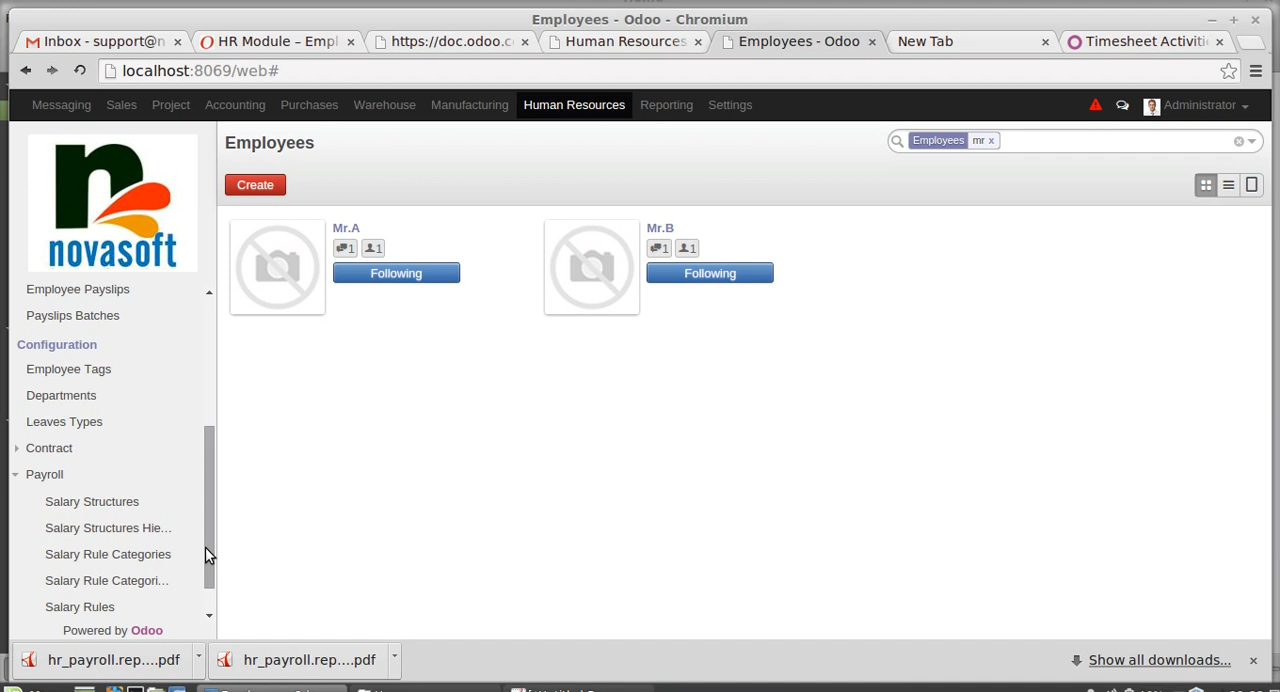 Employees - Odoo - Chromium
Inbox - support@n
HR Module – Empl
https://doc.odoo.c
Human Resources
Employees - Odoo
New Tab
Timesheet Activiti
localhost:8069/web#
Messaging Sales Project Accounting Purchases Warehouse Manufacturing Human Resources Reporting Settings Administrator
n
novasoft
Employees
Employees mr x
Create
Employee Payslips
Payslips Batches
Configuration
Employee Tags
Departments
Leaves Types
Contract
Payroll
Salary Structures
Salary Structures Hie...
Salary Rule Categories
Salary Rule Categori...
Salary Rules
Powered by Odoo
Mr.A
1 1
Following
Mr.B
1 1
Following
hr_payroll.rep....pdf
hr_payroll.rep....pdf
Show all downloads...